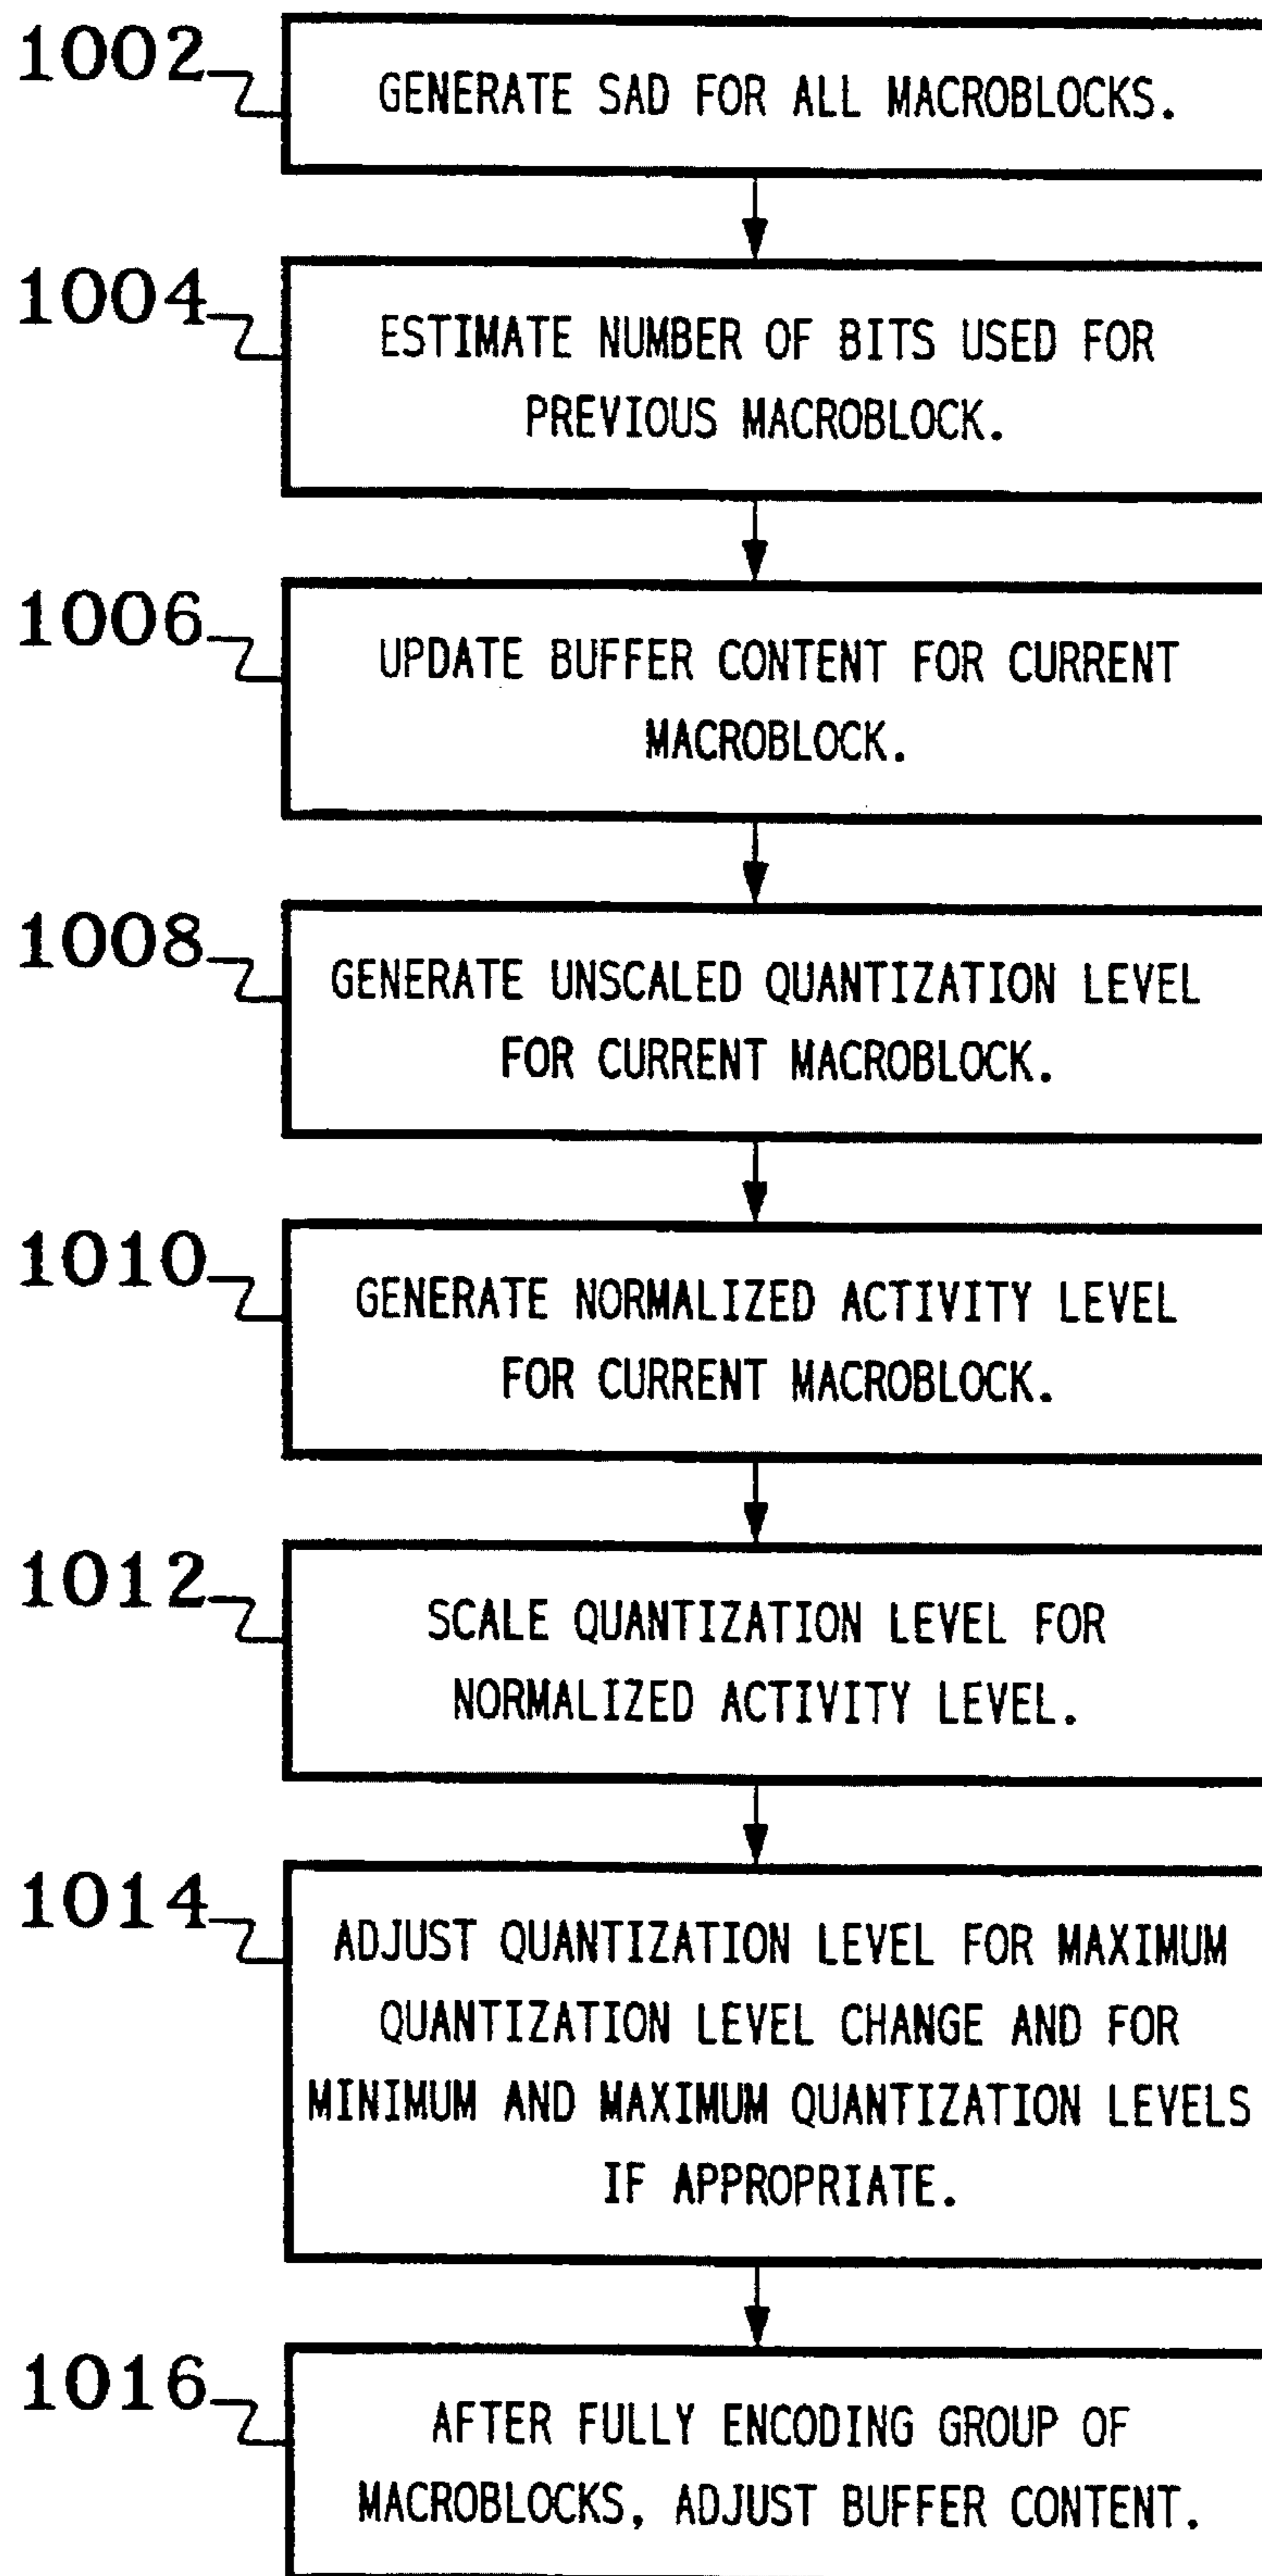 1002
GENERATE SAD FOR ALL MACROBLOCKS.
1004
ESTIMATE NUMBER OF BITS USED FOR
PREVIOUS MACROBLOCK.
1006
UPDATE BUFFER CONTENT FOR CURRENT
MACROBLOCK.
1008
GENERATE UNSCALED QUANTIZATION LEVEL
FOR CURRENT MACROBLOCK.
1010
GENERATE NORMALIZED ACTIVITY LEVEL
FOR CURRENT MACROBLOCK.
1012
SCALE QUANTIZATION LEVEL FOR
NORMALIZED ACTIVITY LEVEL.
1014
ADJUST QUANTIZATION LEVEL FOR MAXIMUM
QUANTIZATION LEVEL CHANGE AND FOR
MINIMUM AND MAXIMUM QUANTIZATION LEVELS
IF APPROPRIATE.
1016
AFTER FULLY ENCODING GROUP OF
MACROBLOCKS, ADJUST BUFFER CONTENT.